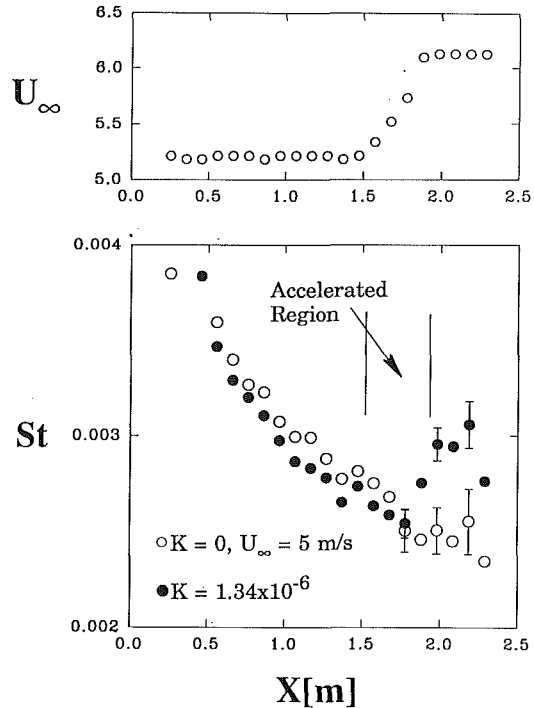 6.5
6.0
U∞
5.5
5.0
0.0 0.5 1.0 1.5 2.0 2.5
0.004
Accelerated
Region
St
0.003
K = 0, U∞ = 5 m/s
K = 1.34x10⁻⁶
0.002
0.0 0.5 1.0 1.5 2.0 2.5
X[m]